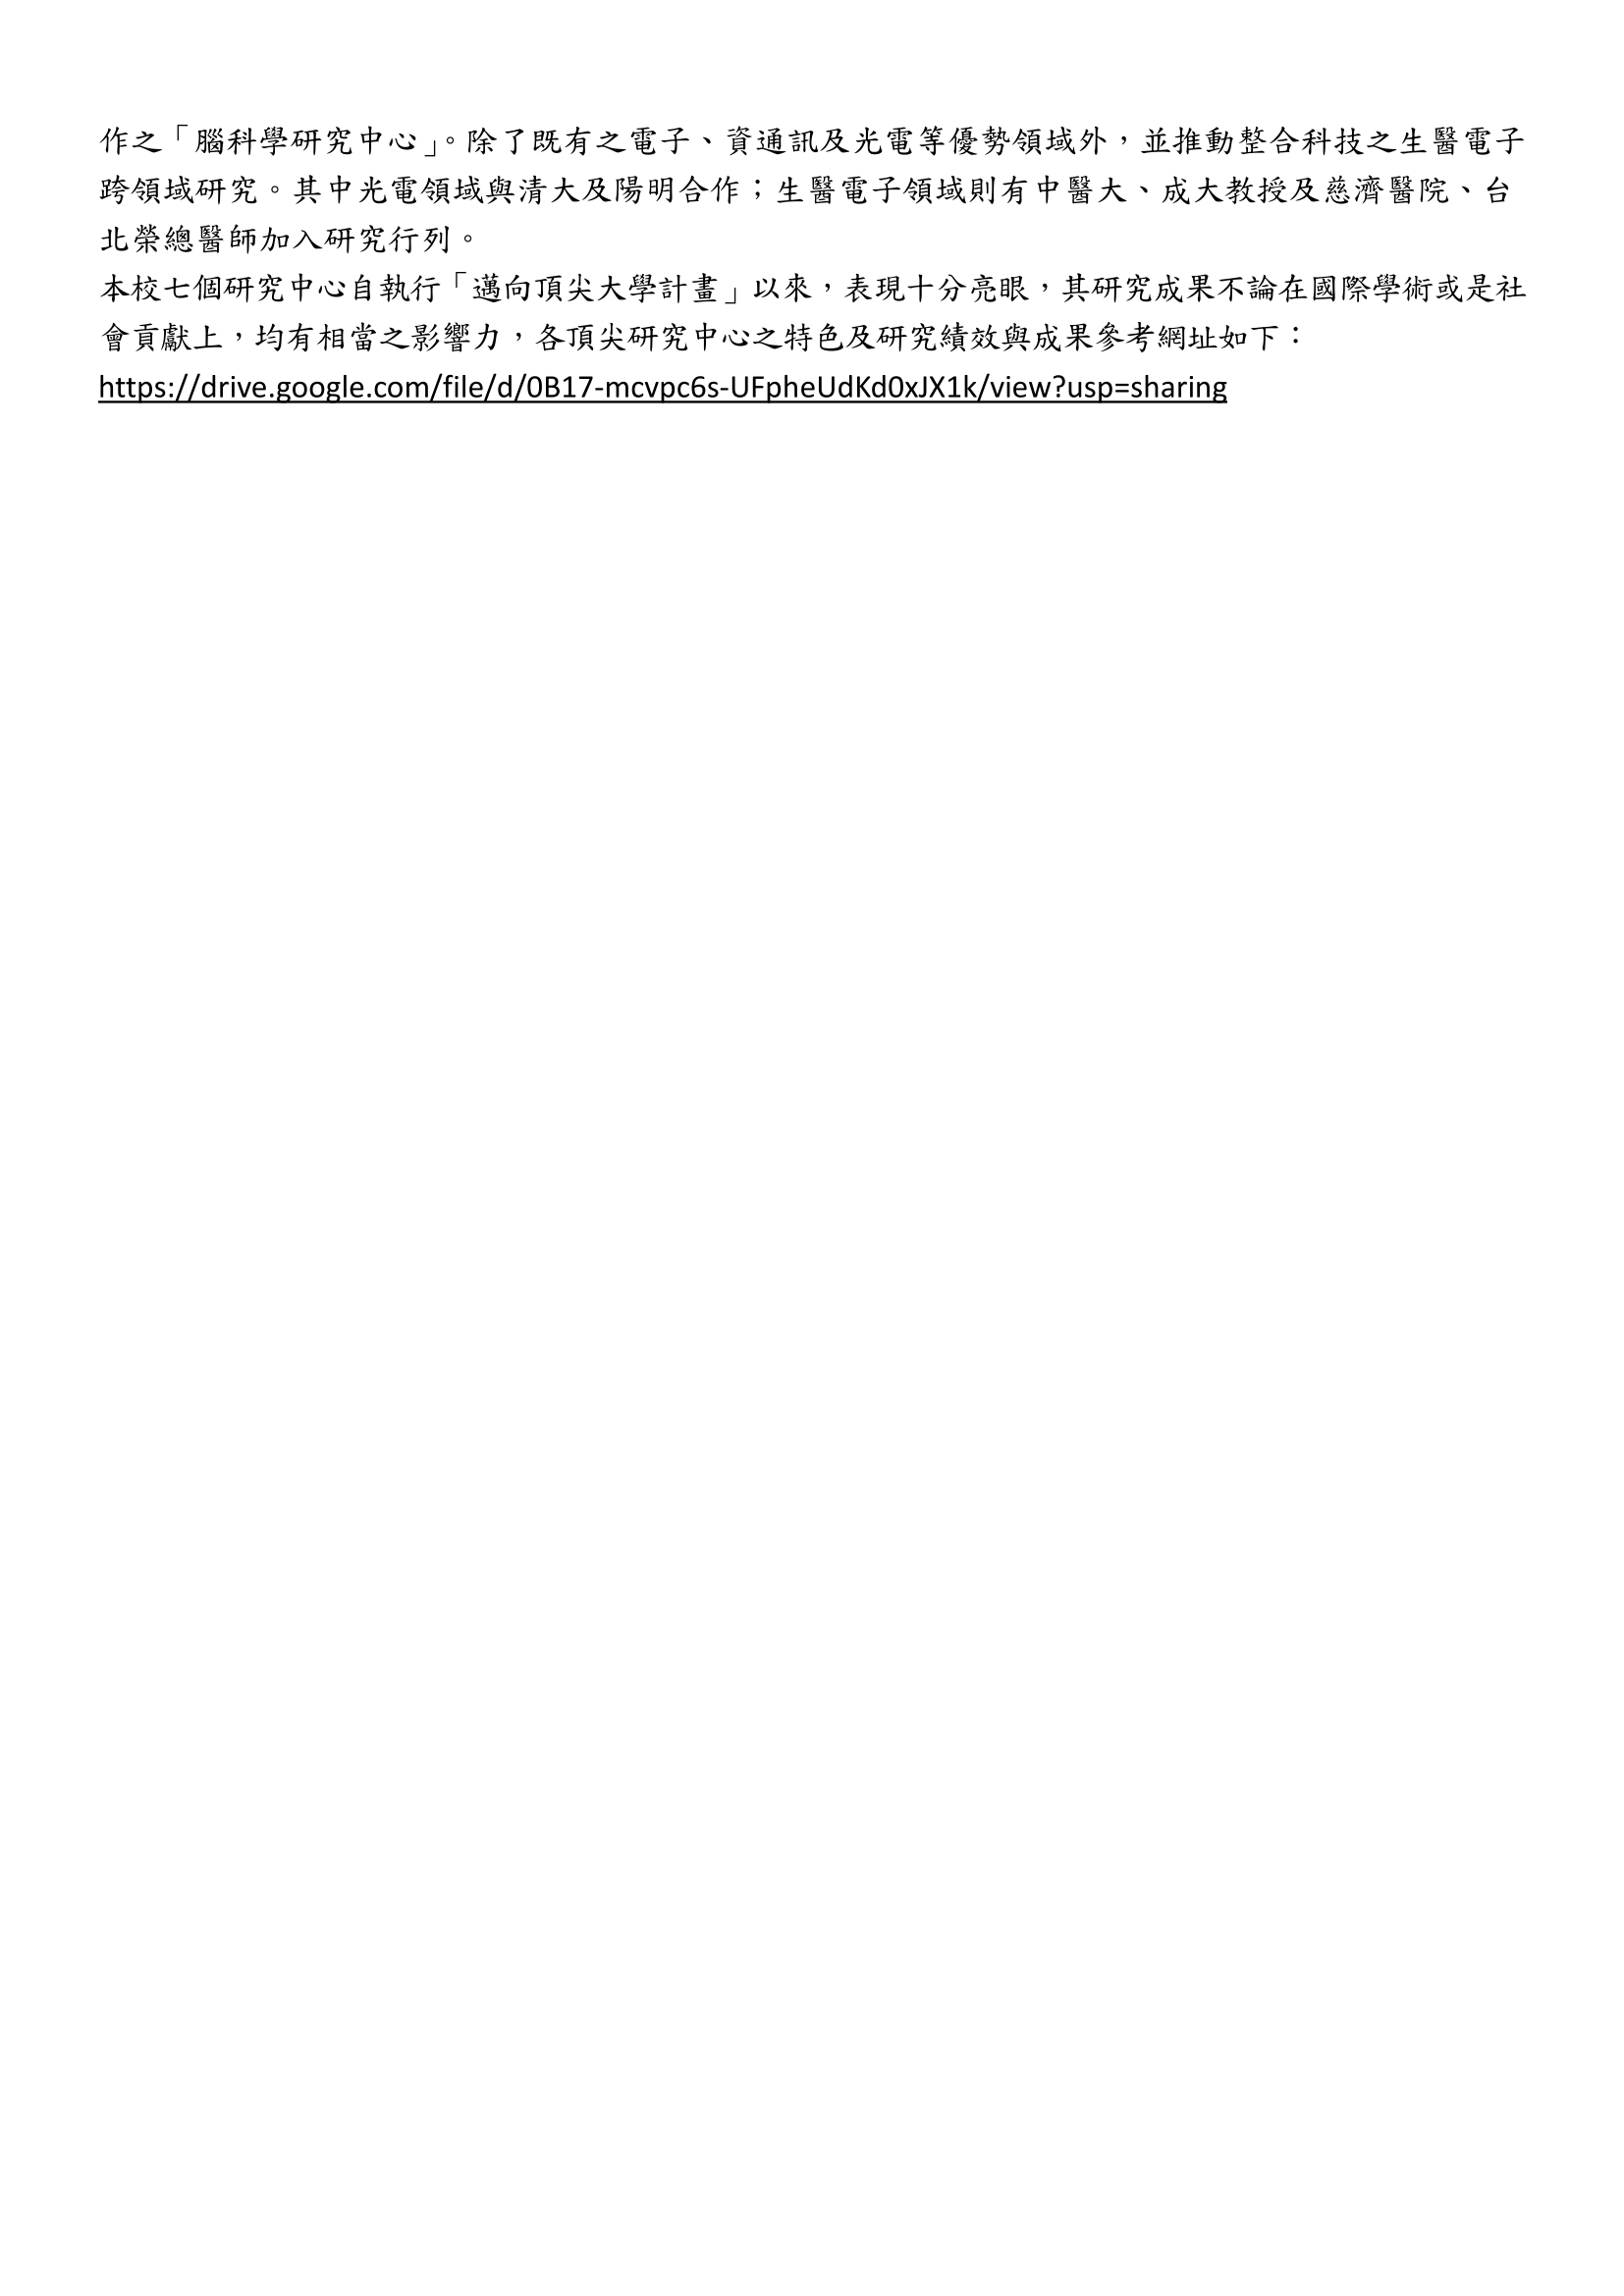 作之「腦科學研究中心」。除了既有之電子、資通訊及光電等優勢領域外，並推動整合科技之生醫電子
跨領域研究。其中光電領域與清大及陽明合作；生醫電子領域則有中醫大、成大教授及慈濟醫院、台
北榮總醫師加入研究行列。
本校七個研究中心自執行「邁向頂尖大學計畫」以來，表現十分亮眼，其研究成果不論在國際學術或是社
會貢獻上，均有相當之影響力，各頂尖研究中心之特色及研究績效與成果參考網址如下：
https://drive.google.com/file/d/0B17-mcvpc6s-UFpheUdKd0xJX1k/view?usp=sharing